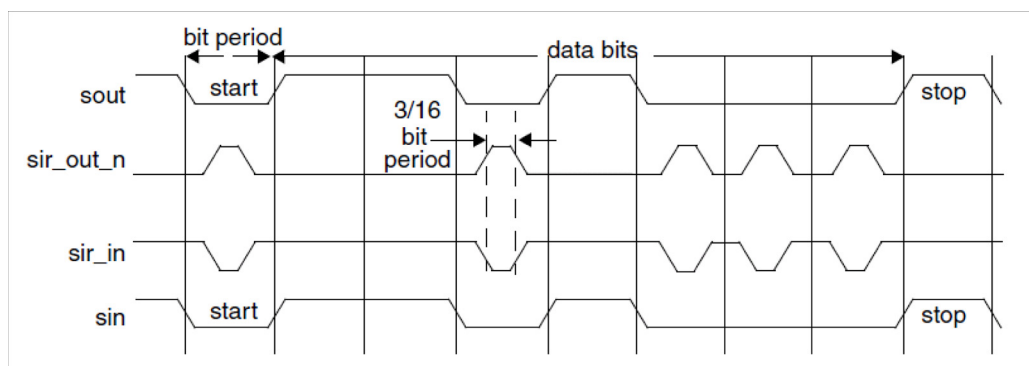 bit period
data bits
sout
start
stop
3/16
bit
period
sir_out_n
sir_in
sin
start
stop